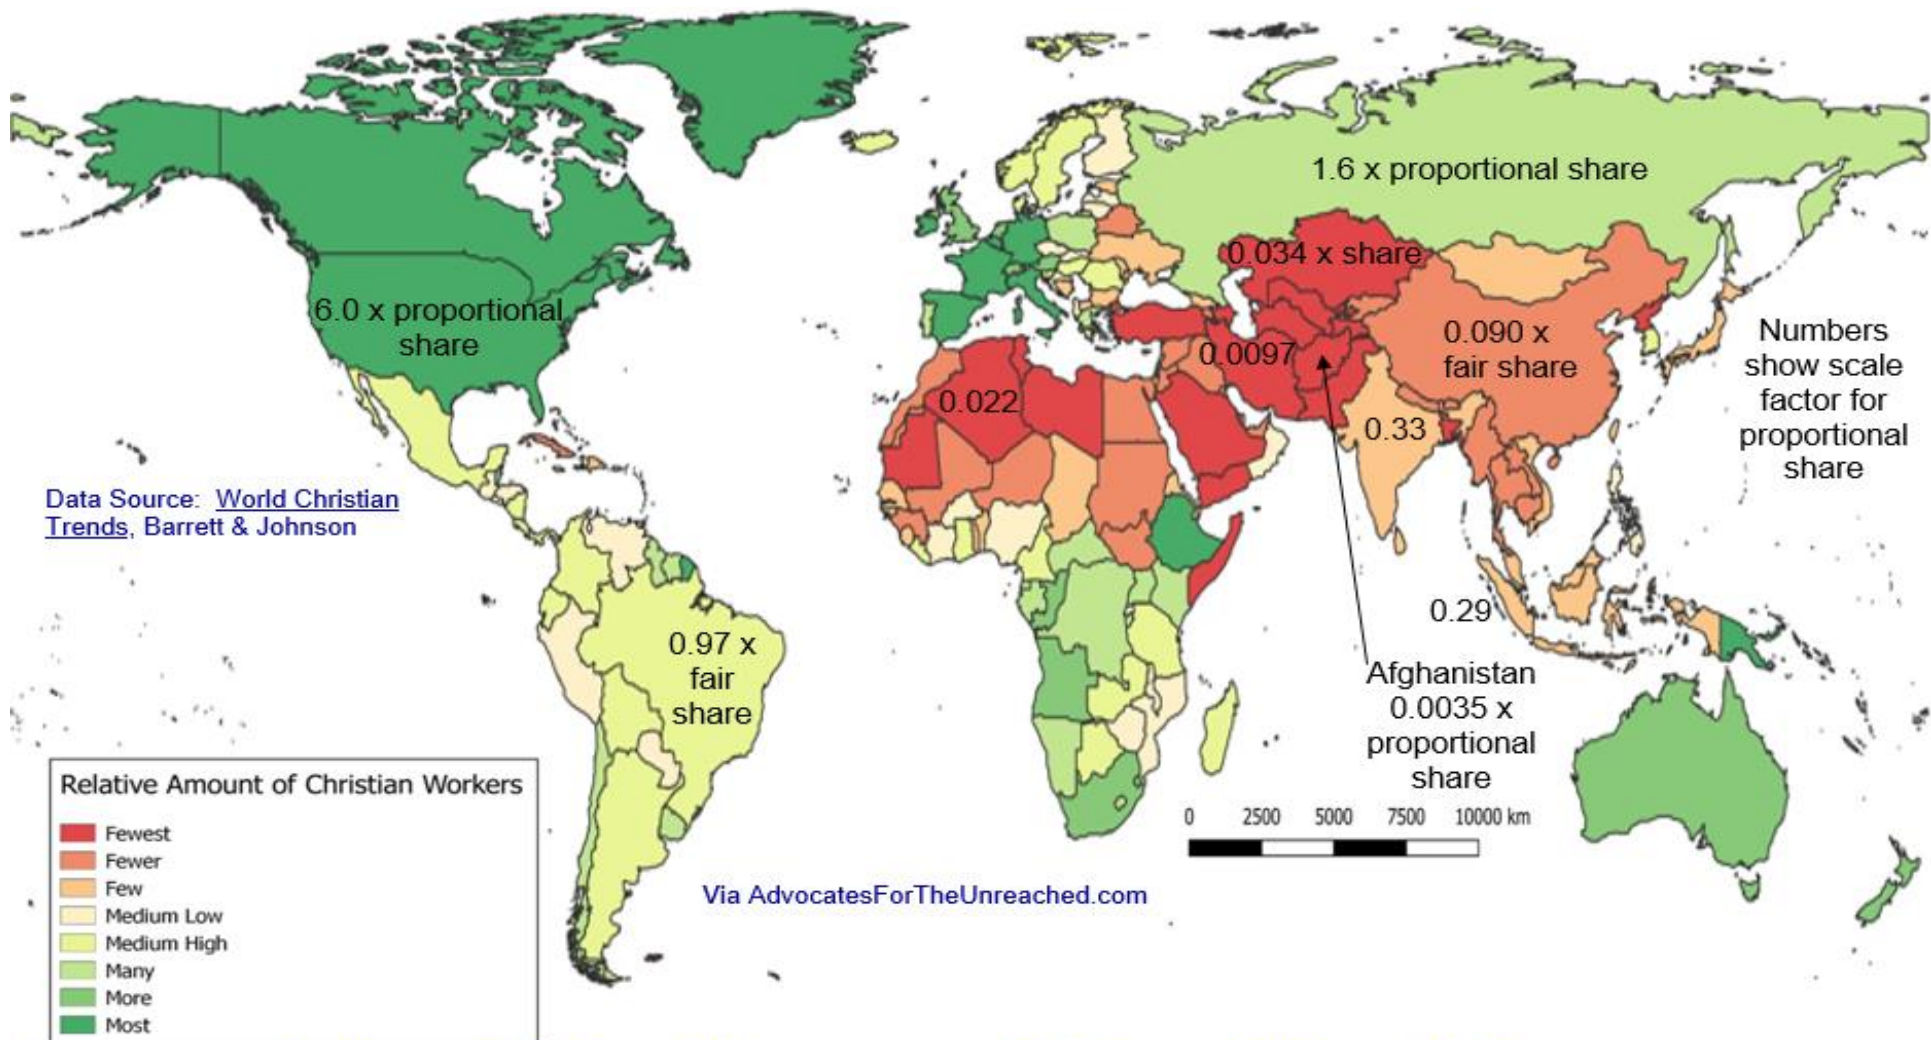 1.6 x proportional share
0.034 x share
6.0 x proportional
share
0.090 x
fair share
0.0097
0.022
0.33
Numbers
show scale
factor for
proportional
share
Data Source: World Christian
Trends, Barrett & Johnson
0.29
0.97 x
fair
share
Afghanistan
0.0035 x
proportional
share
0 2500 5000 7500 10000 km
Via AdvocatesForTheUnreached.com
Relative Amount of Christian Workers
Fewest
Fewer
Few
Medium Low
Medium High
Many
More
Most